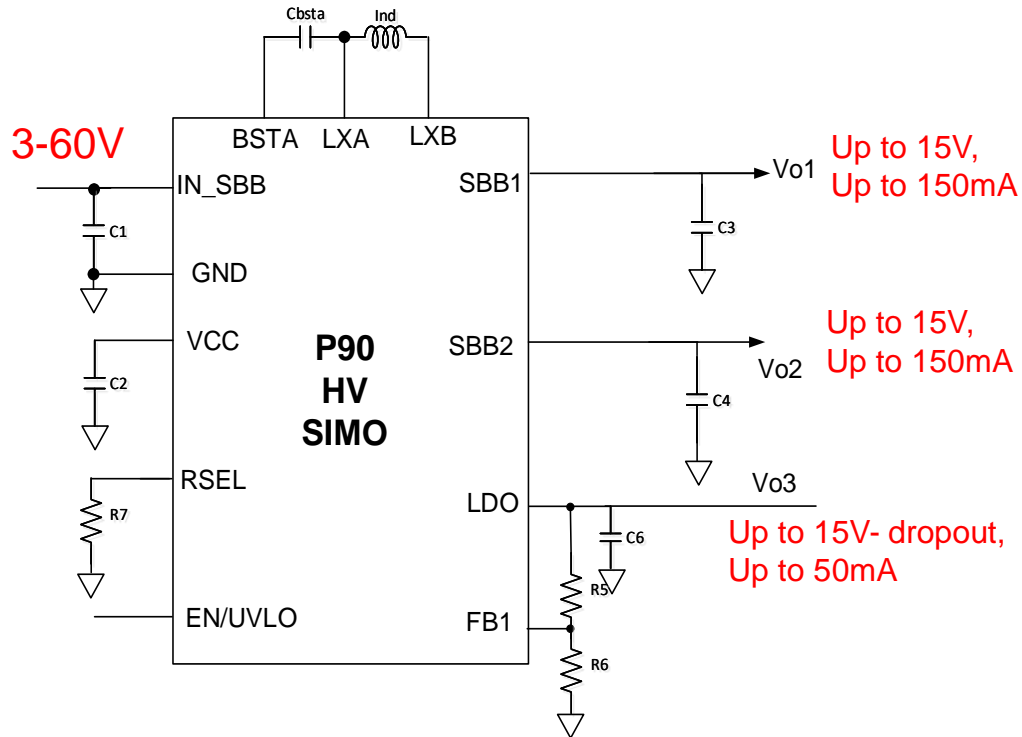 Cbsta
Ind
BSTA
LXA
LXB
3-60V
IN_SBB
C1
GND
VCC
C2
RSEL
R7
EN/UVLO
P90
HV
SIMO
SBB1
Vo1
C3
Up to 15V,
Up to 150mA
SBB2
Vo2
C4
Up to 15V,
Up to 150mA
LDO
Vo3
C6
Up to 15V- dropout,
Up to 50mA
R5
FB1
R6